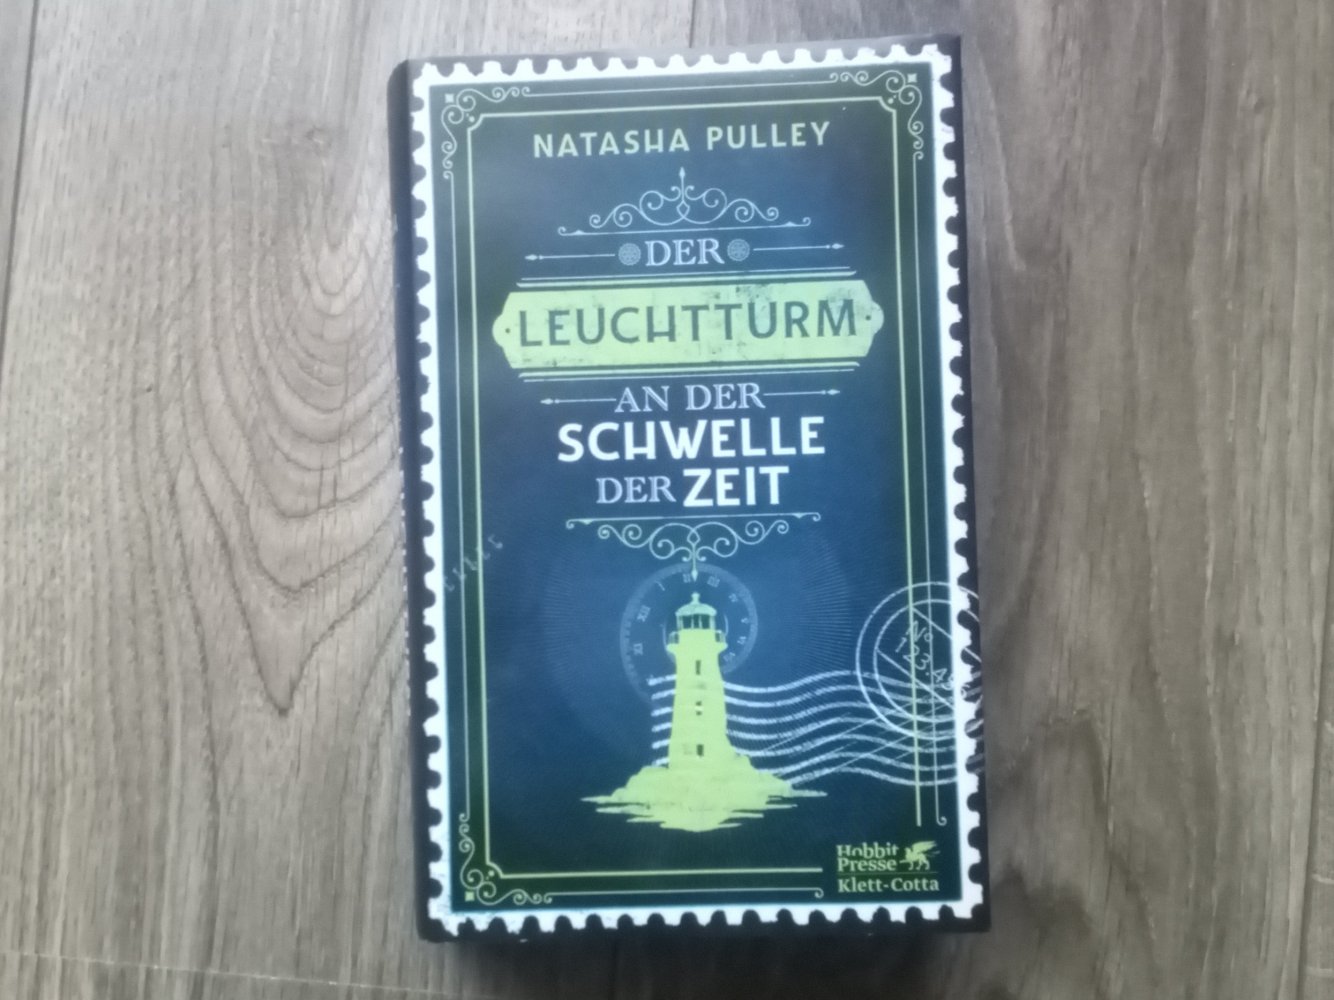 NATASHA PULLEY
DER
LEUCHTTURM
AN DER
SCHWELLE
DER ZEIT
Hobbit
Presse
Klett-Cotta